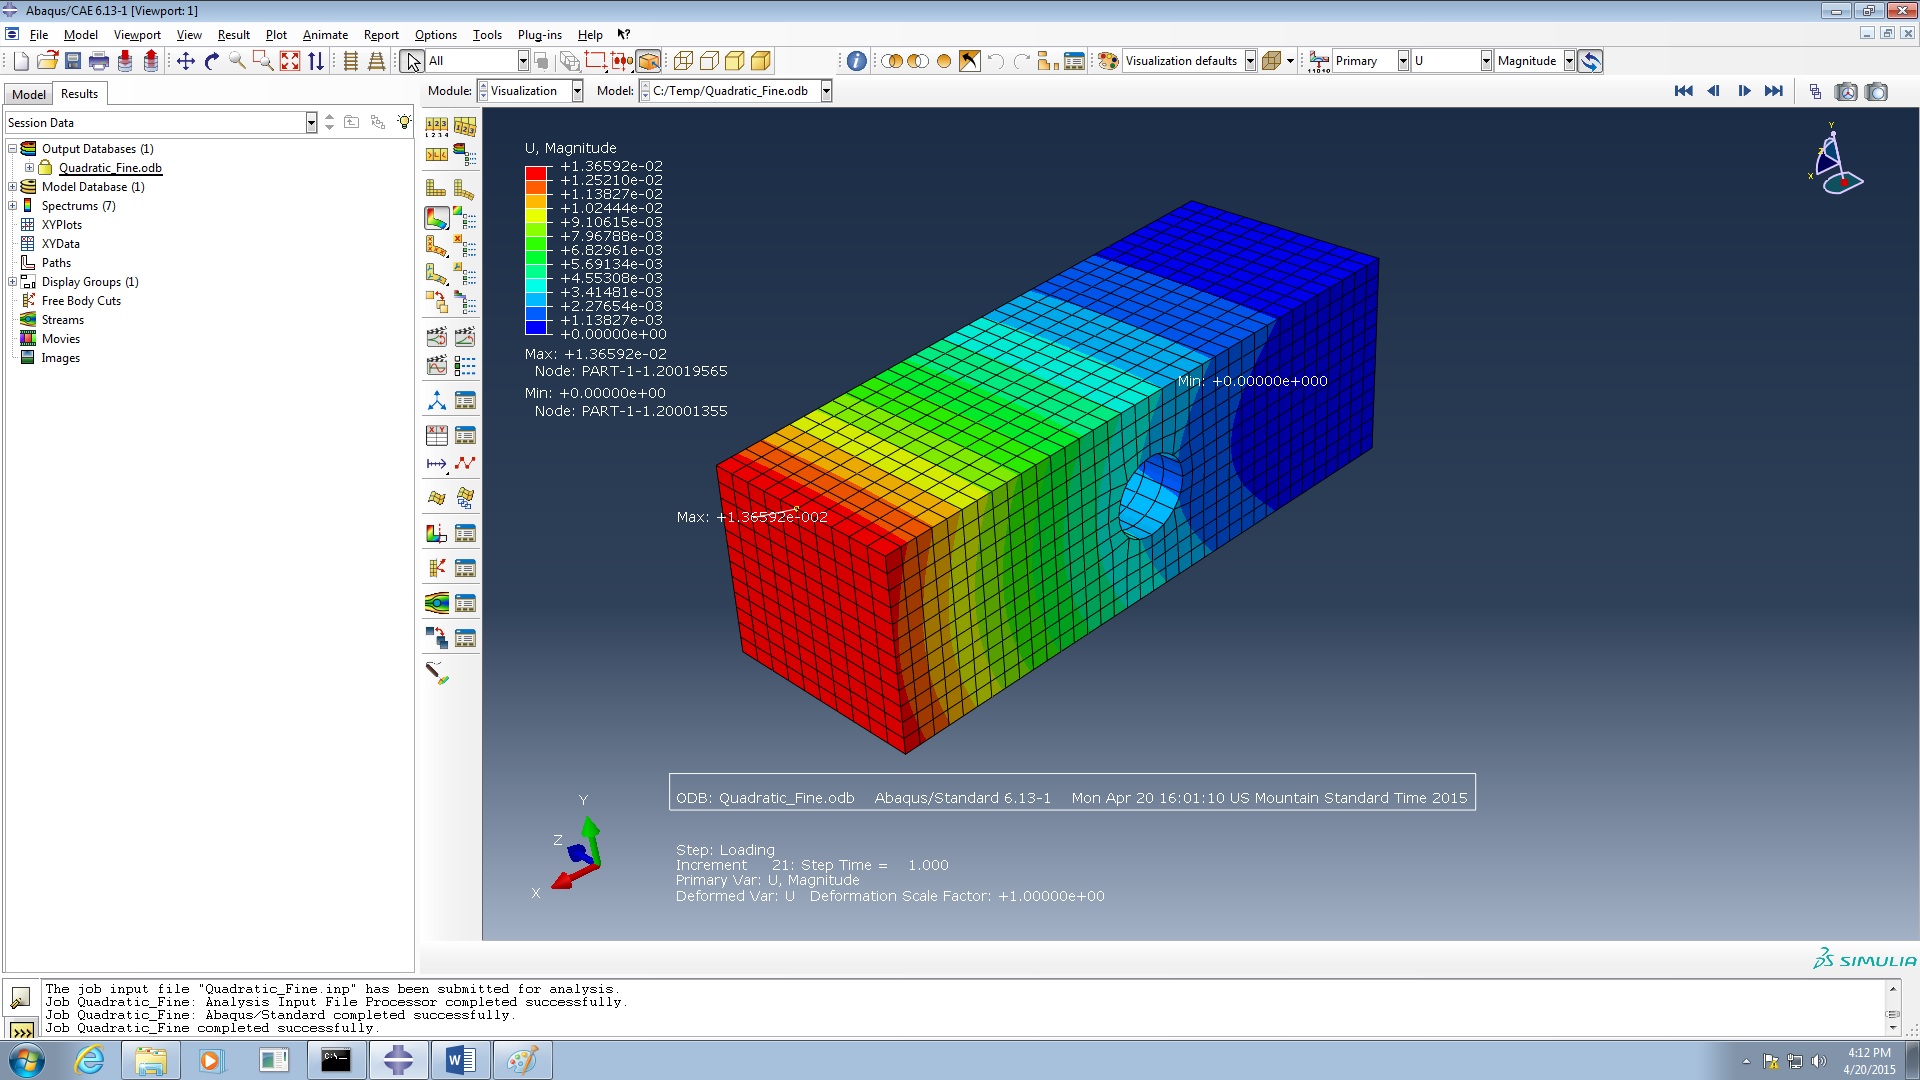 Abaqus/CAE 6.13-1 [Viewport: 1]
File Model Viewport View Result Plot Animate Report Options Tools Plug-ins Help
All
Visualization defaults
Primary
U
Magnitude
Model Results
Module: Visualization Model: C:/Temp/Quadratic_Fine.odb
Session Data
Output Databases (1)
Quadratic_Fine.odb
Model Database (1)
Spectrums (7)
XYPlots
XYData
Paths
Display Groups (1)
Free Body Cuts
Streams
Movies
Images
U, Magnitude
+1.36592e-02
+1.25210e-02
+1.13827e-02
+1.02444e-02
+9.10615e-03
+7.96788e-03
+6.82961e-03
+5.69134e-03
+4.55308e-03
+3.41481e-03
+2.27654e-03
+1.13827e-03
+0.00000e+00
Max: +1.36592e-02
Node: PART-1-1.20019565
Min: +0.00000e+00
Node: PART-1-1.20001355
Min: +0.00000e+000
Max: +1.36592e-002
Y
Z
X
Y
Z
X
ODB: Quadratic_Fine.odb Abaqus/Standard 6.13-1 Mon Apr 20 16:01:10 US Mountain Standard Time 2015
Step: Loading
Increment 21: Step Time = 1.000
Primary Var: U, Magnitude
Deformed Var: U Deformation Scale Factor: +1.00000e+00
SIMULIA
The job input file "Quadratic_Fine.inp" has been submitted for analysis.
Job Quadratic_Fine: Analysis Input File Processor completed successfully.
Job Quadratic_Fine: Abaqus/Standard completed successfully.
Job Quadratic_Fine completed successfully.
>>>
4:12 PM
4/20/2015